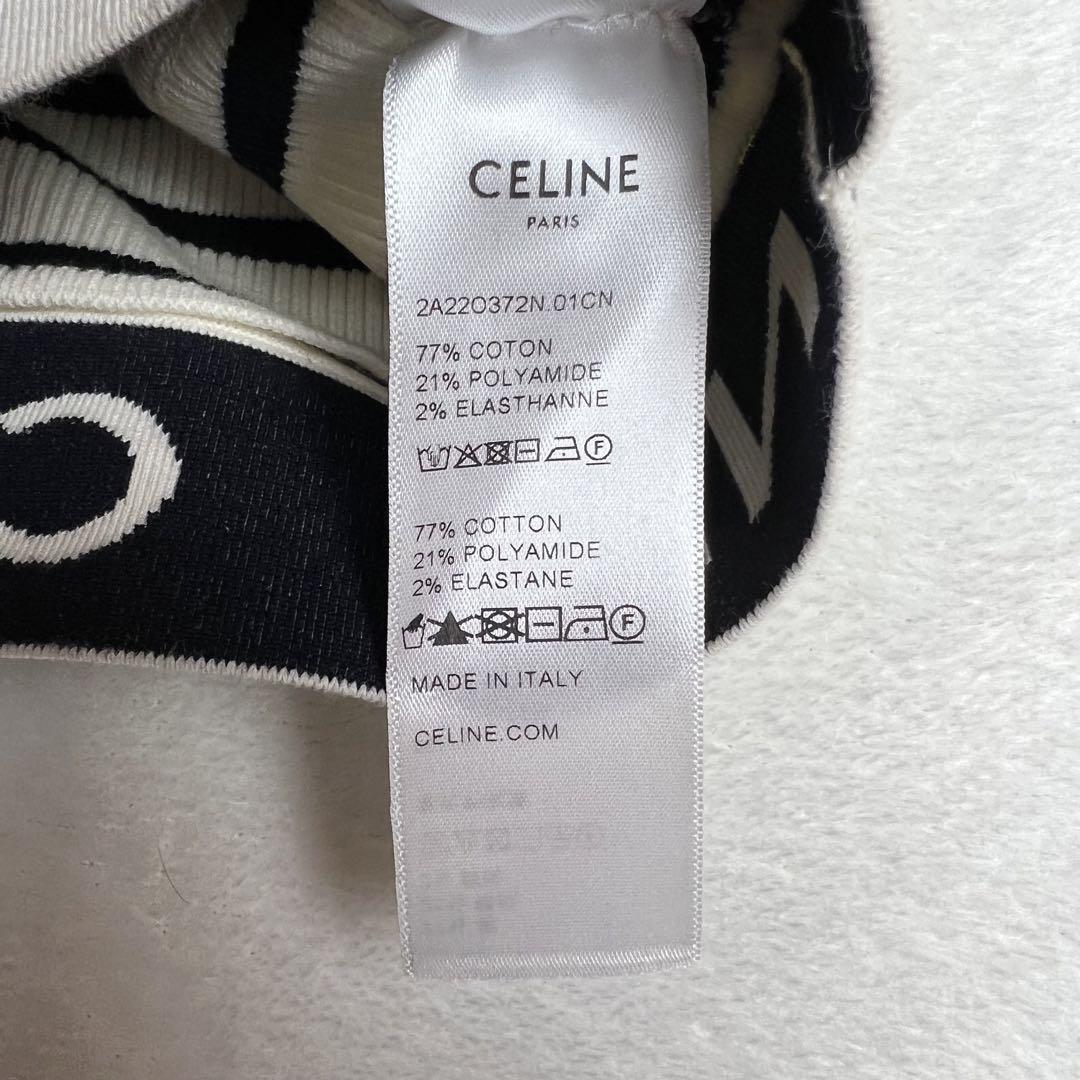 CELINE
PARIS
2A22O372N.01CN
77% COTON
21% POLYAMIDE
2% ELASTHANNE
F
77% COTTON
21% POLYAMIDE
2% ELASTANE
F
MADE IN ITALY
CELINE.COM